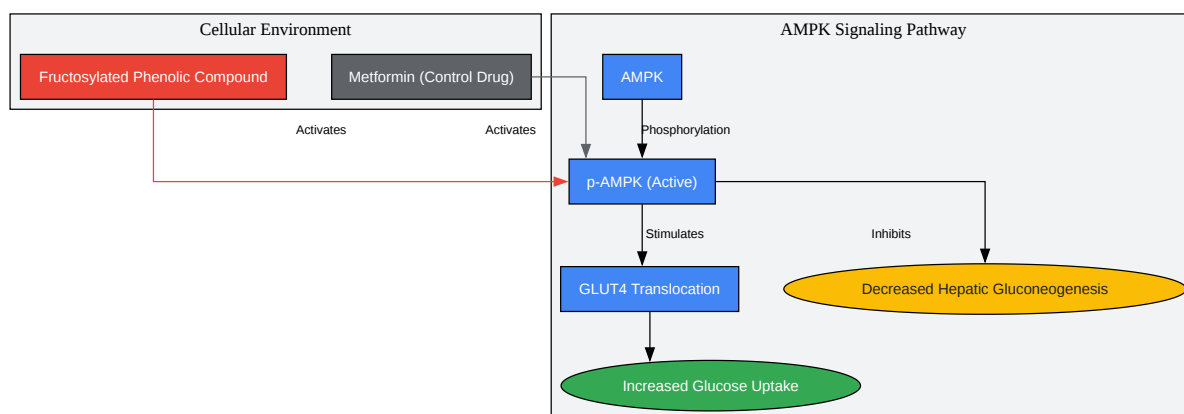 Cellular Environment
AMPK Signaling Pathway
Fructosylated Phenolic Compound
Metformin (Control Drug)
AMPK
Activates
Activates
Phosphorylation
p-AMPK (Active)
Stimulates
Inhibits
GLUT4 Translocation
Decreased Hepatic Gluconeogenesis
Increased Glucose Uptake